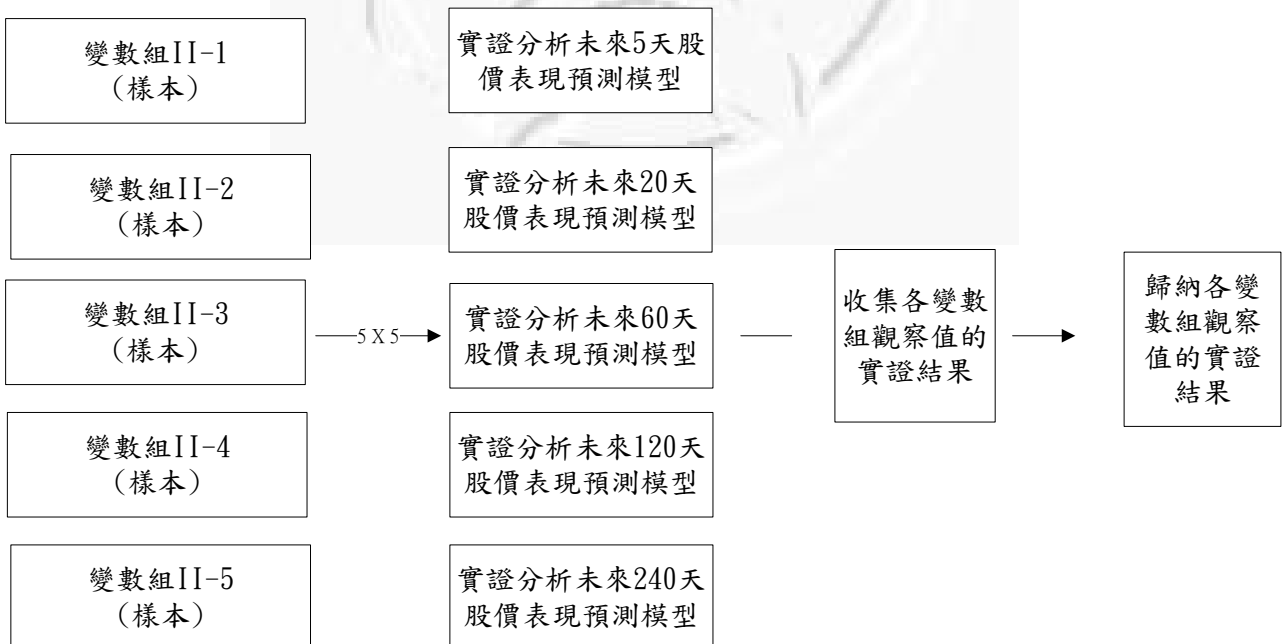 變數組II-1
(樣本)
實證分析未來5天股
價表現預測模型
變數組II-2
(樣本)
實證分析未來20天
股價表現預測模型
變數組II-3
(樣本)
5X5
實證分析未來60天
股價表現預測模型
收集各變數
組觀察值的
實證結果
歸納各變
數組觀察
值的實證
結果
變數組II-4
(樣本)
實證分析未來120天
股價表現預測模型
變數組II-5
(樣本)
實證分析未來240天
股價表現預測模型